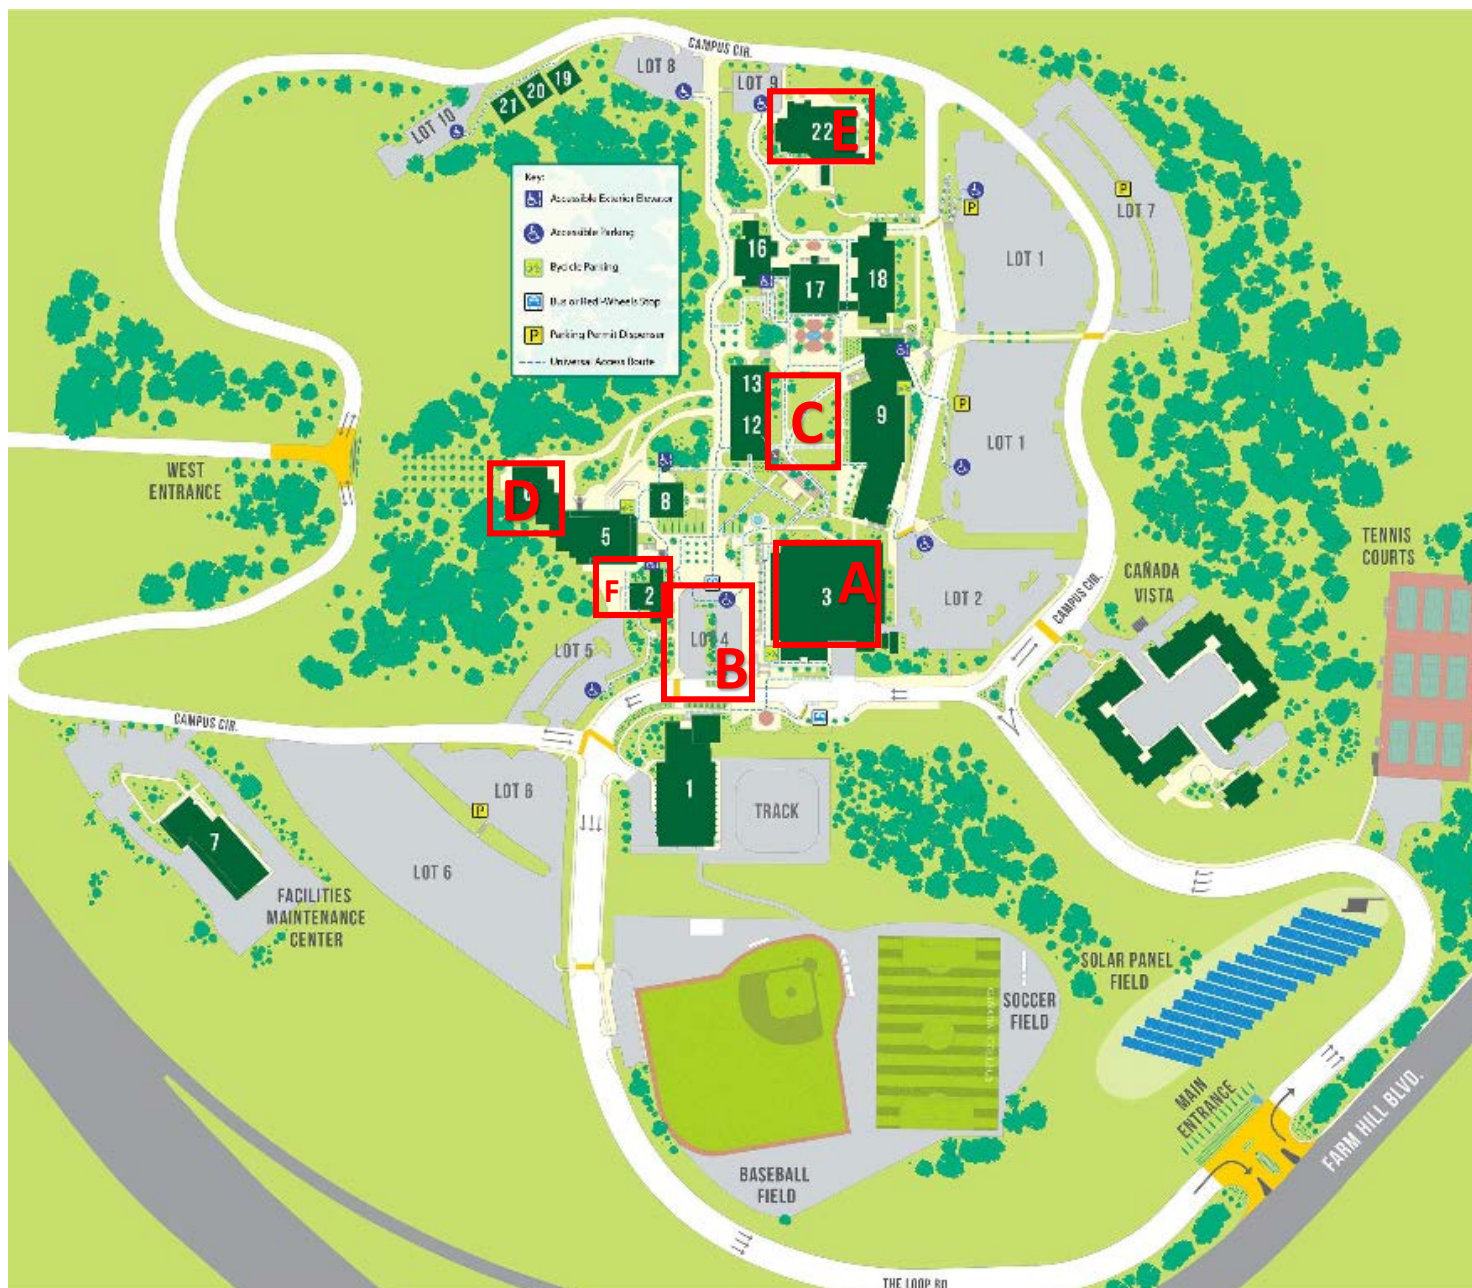 CAMPUS CIR.
LOT 8
LOT 9
19
20
21
LOT 10
22
E
Key:
Accessible Exterior Elevator
Accessible Parking
Bycicle Parking
Bus or Redi-Wheels Stop
P
Parking Permit Dispenser
Universal Access Route
P
P
LOT 7
LOT 1
16
17
18
13
12
C
9
P
LOT 1
WEST
ENTRANCE
D
8
5
F
2
3
A
LOT 2
CAMPUS CIR.
CAÑADA
VISTA
TENNIS
COURTS
LOT 4
B
LOT 5
CAMPUS CIR.
1
TRACK
LOT 6
P
LOT 6
7
FACILITIES
MAINTENANCE
CENTER
SOLAR PANEL
FIELD
SOCCER
FIELD
MAIN
ENTRANCE
FARM HILL BLVD.
BASEBALL
FIELD
THE LOOP RD